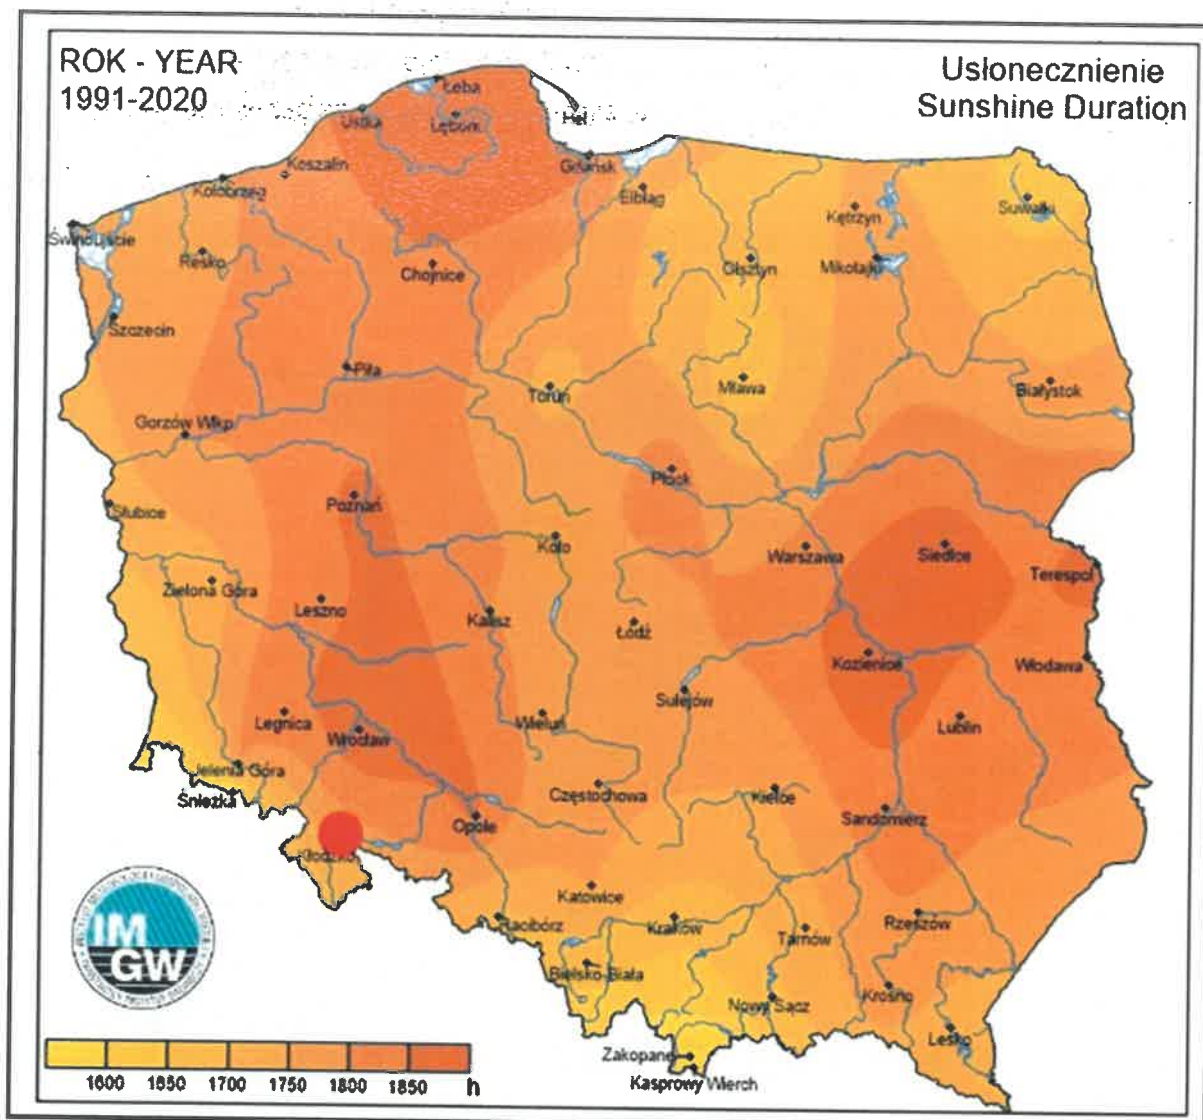 ROK - YEAR
1991-2020
Usłonecznienie
Sunshine Duration
Łeba
Ustka
Lębork
Hel
Koszalin
Gdańsk
Kołobrzeg
Elbląg
Kętrzyn
Suwałki
Świnoujście
Resko
Chojnice
Olsztyn
Mikołajki
Szczecin
Piła
Toruń
Mława
Białystok
Gorzów Wlkp.
Płock
Poznań
Słubice
Koło
Warszawa
Siedlce
Terespol
Zielona Góra
Leszno
Kalisz
Łódź
Kozienice
Włodawa
Sulejów
Legnica
Wrocław
Wieluń
Lublin
Jelenia Góra
Śnieżka
Częstochowa
Kielce
Opole
Sandomierz
Kłodzko
Katowice
Racibórz
Kraków
Tarnów
Rzeszów
Bielsko-Biała
Nowy Sącz
Krosno
Lesko
Zakopane
Kasprowy Wierch
IM
GW
1600 1650 1700 1750 1800 1850 h